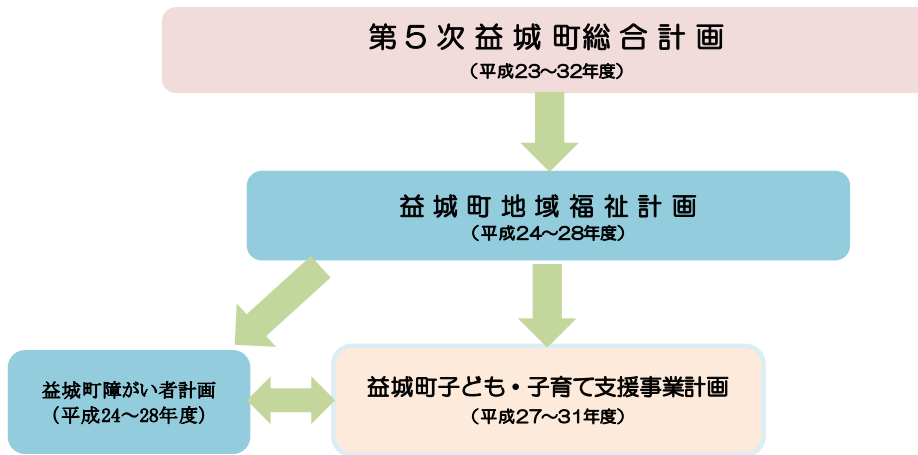 第５次益城町総合計画
（平成23～32年度）
益城町地域福祉計画
（平成24～28年度）
益城町障がい者計画
（平成24～28年度）
益城町子ども・子育て支援事業計画
（平成27～31年度）